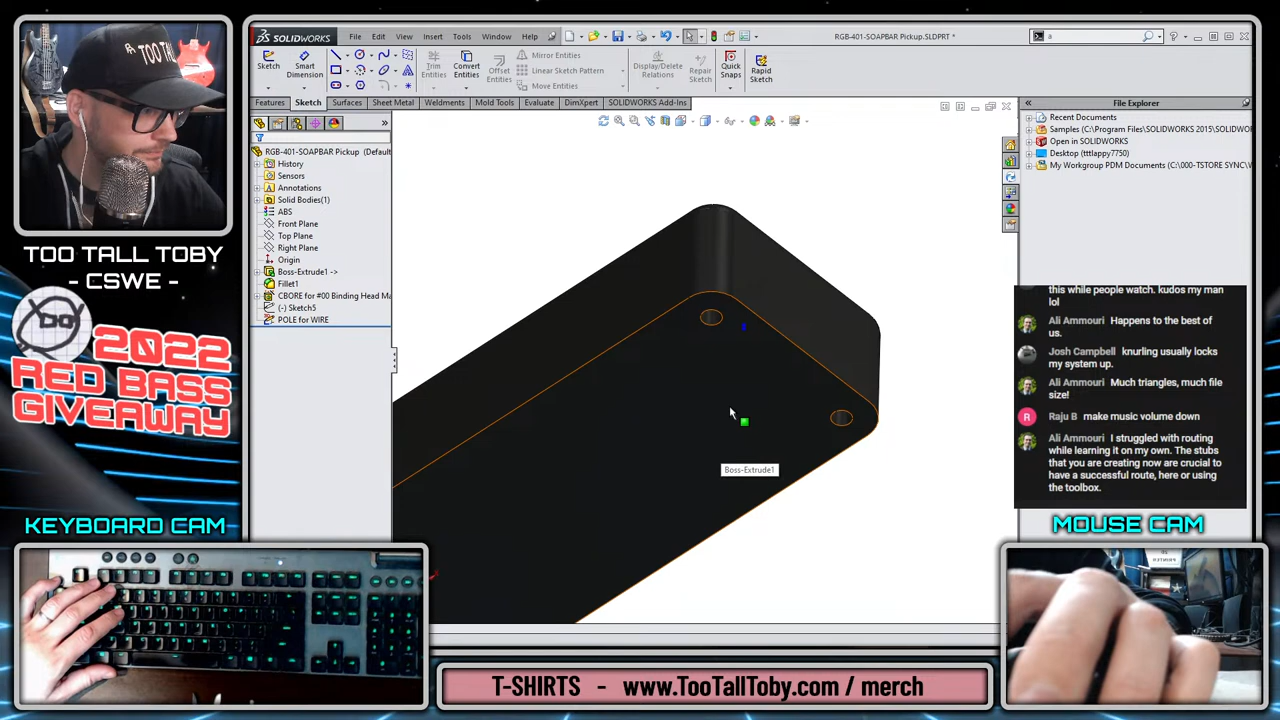 TOO TALL TOBY
- CSWE -
2022
RED BASS
GIVEAWAY
KEYBOARD CAM
SOLIDWORKS
File Edit View Insert Tools Window Help
RGB-401-SOAPBAR Pickup.SLDPRT *
a
Sketch
Smart
Dimension
Trim
Entities
Convert
Entities
Offset
Entities
Mirror Entities
Linear Sketch Pattern
Move Entities
Display/Delete
Relations
Repair
Sketch
Quick
Snaps
Rapid
Sketch
Features Sketch Surfaces Sheet Metal Weldments Mold Tools Evaluate DimXpert SOLIDWORKS Add-Ins
RGB-401-SOAPBAR Pickup (Default
History
Sensors
Annotations
Solid Bodies(1)
ABS
Front Plane
Top Plane
Right Plane
Origin
Boss-Extrude1 ->
Fillet1
CBORE for #00 Binding Head Ma
(-) Sketch5
POLE for WIRE
Boss-Extrude1
File Explorer
Recent Documents
Samples (C:\Program Files\SOLIDWORKS 2015\SOLIDWO
Open in SOLIDWORKS
Desktop (tttlappy7750)
My Workgroup PDM Documents (C:\000-TSTORE SYNC\W
this while people watch. kudos my man
lol
Ali Ammouri Happens to the best of
us.
Josh Campbell knurling usually locks
my system up.
Ali Ammouri Much triangles, much file
size!
R Raju B make music volume down
Ali Ammouri I struggled with routing
while learning it on my own. The stubs
that you are creating now are crucial to
have a successful route, here or using
the toolbox.
MOUSE CAM
T-SHIRTS - www.TooTallToby.com / merch